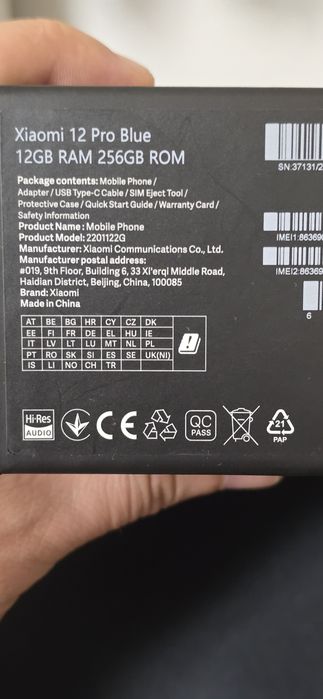 Xiaomi 12 Pro Blue
12GB RAM 256GB ROM
Package contents: Mobile Phone /
Adapter / USB Type-C Cable / SIM Eject Tool /
Protective Case / Quick Start Guide / Warranty Card /
Safety Information
Product Name: Mobile Phone
Product Model: 2201122G
Manufacturer: Xiaomi Communications Co., Ltd.
Manufacturer postal address:
#019, 9th Floor, Building 6, 33 Xi'erqi Middle Road,
Haidian District, Beijing, China, 100085
Brand: Xiaomi
Made in China
AT BE BG HR CY CZ DK
EE FI FR DE EL HU IE
IT LV LT LU MT NL PL
PT RO SK SI ES SE UK(NI)
IS LI NO CH TR
SN:37131/2
IMEI1:863690
IMEI2:863690
6
Hi-Res
AUDIO
CE
QC
PASS
21
PAP